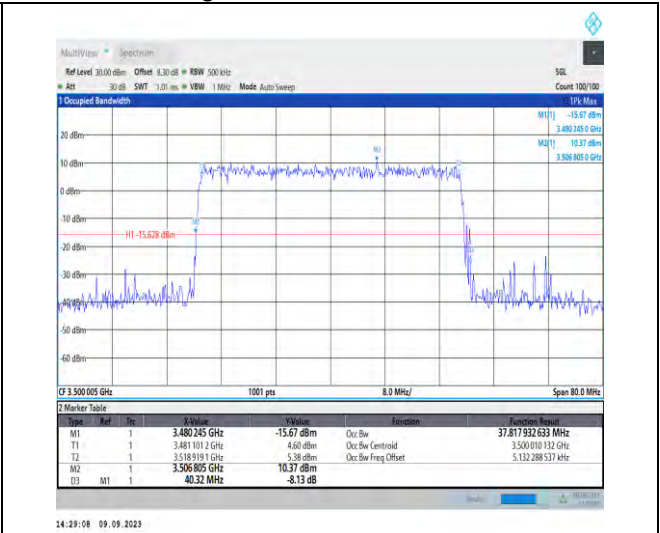 MultiView Spectrum
Ref Level 30.00 dBm Offset 8.30 dB RBW 500 kHz SGL
Att 30 dB SWT 1.01 ms VBW 1 MHz Mode Auto Sweep Count 100/100
1 Occupied Bandwidth 1Pk Max
M1[1] -15.67 dBm
3.480 245 0 GHz
M2[1] 10.37 dBm
3.506 805 0 GHz
20 dBm
M2
10 dBm
0 dBm
-10 dBm
H1 -15.628 dBm
-20 dBm
-30 dBm
-40 dBm
-50 dBm
-60 dBm
CF 3.500 005 GHz 1001 pts 8.0 MHz/ Span 80.0 MHz
2 Marker Table
Type Ref Trc X-Value Y-Value Function Function Result
M1 1 3.480 245 GHz -15.67 dBm Occ Bw 37.817 932 633 MHz
T1 1 3.481 101 2 GHz 4.60 dBm Occ Bw Centroid 3.500 010 132 GHz
T2 1 3.518 919 1 GHz 5.38 dBm Occ Bw Freq Offset 5.132 288 537 kHz
M2 1 3.506 805 GHz 10.37 dBm
D3 M1 1 40.32 MHz -8.13 dB
14:29:08 09.09.2023